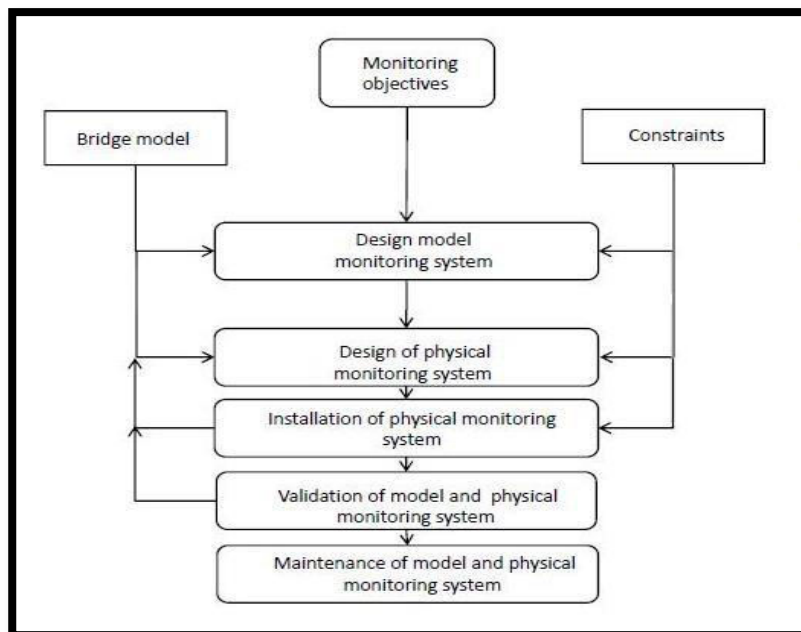 Monitoring
objectives
Bridge model
Constraints
Design model
monitoring system
Design of physical
monitoring system
Installation of physical monitoring
system
Validation of model and physical
monitoring system
Maintenance of model and physical
monitoring system